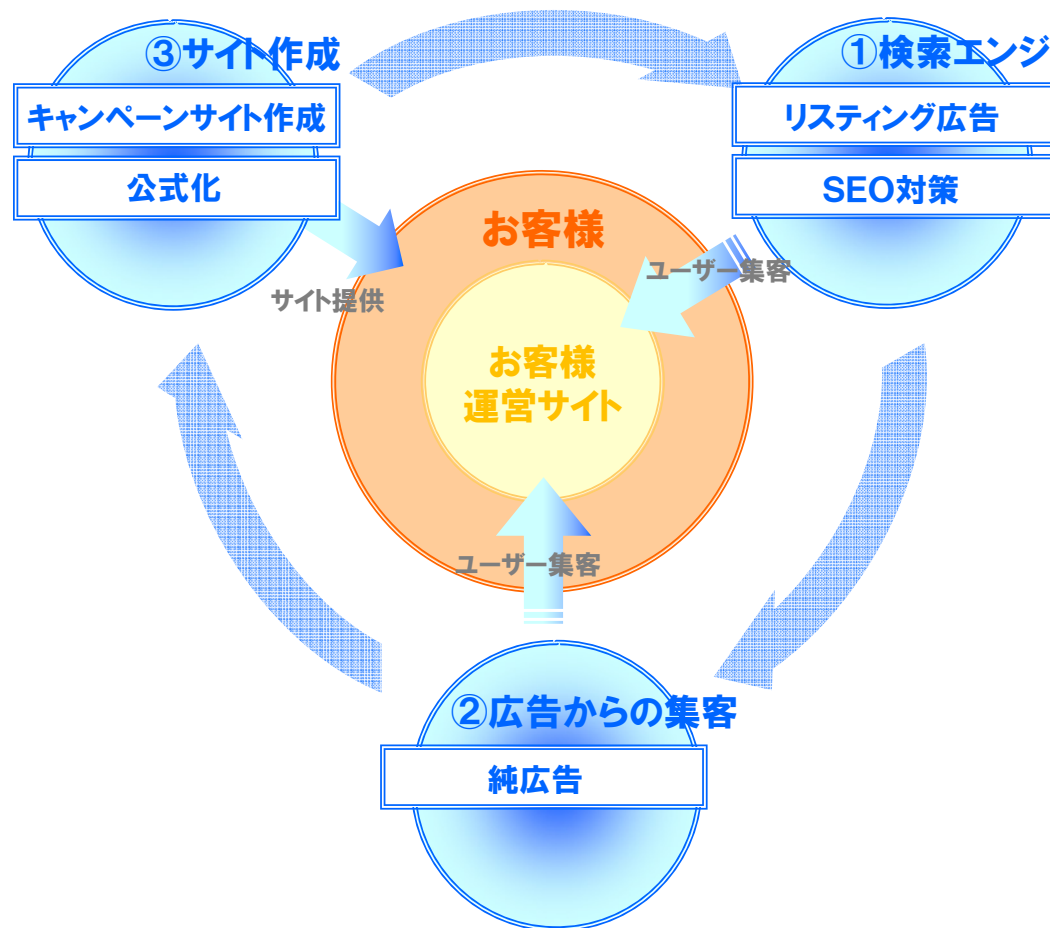 ③サイト作成
キャンペーンサイト作成
公式化
①検索エンジ
リスティング広告
SEO対策
お客様
ユーザー集客
サイト提供
お客様
運営サイト
ユーザー集客
②広告からの集客
純広告